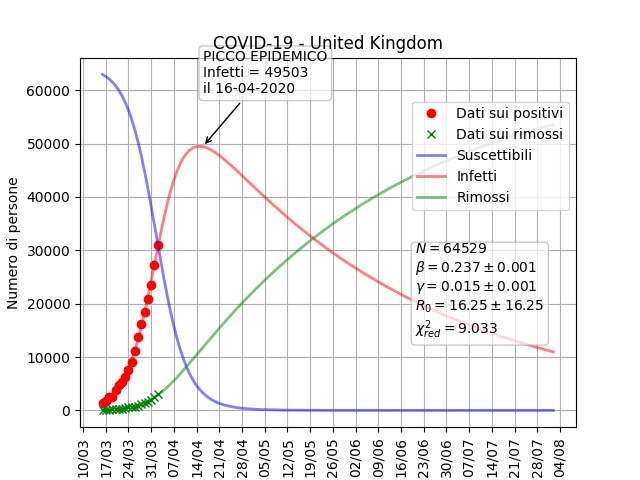 COVID-19 - United Kingdom
PICCO EPIDEMICO
Infetti = 49503
il 16-04-2020
Dati sui positivi
Dati sui rimossi
Suscettibili
Infetti
Rimossi
N = 64529
β = 0.237 ± 0.001
γ = 0.015 ± 0.001
R₀ = 16.25 ± 16.25
χ²red = 9.033
Numero di persone
60000
50000
40000
30000
20000
10000
0
10/03 17/03 24/03 31/03 07/04 14/04 21/04 28/04 05/05 12/05 19/05 26/05 02/06 09/06 16/06 23/06 30/06 07/07 14/07 21/07 28/07 04/08